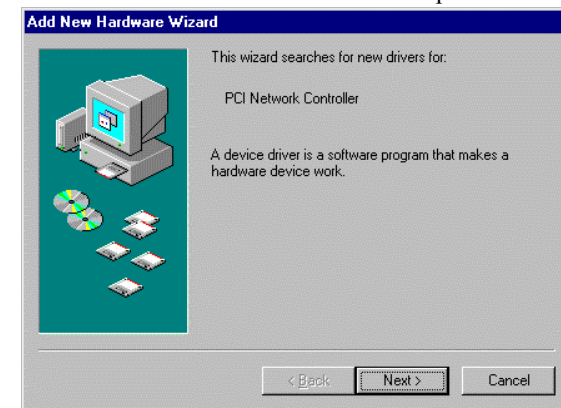 Add New Hardware Wizard
This wizard searches for new drivers for:
PCI Network Controller
A device driver is a software program that makes a
hardware device work.
< Back
Next >
Cancel